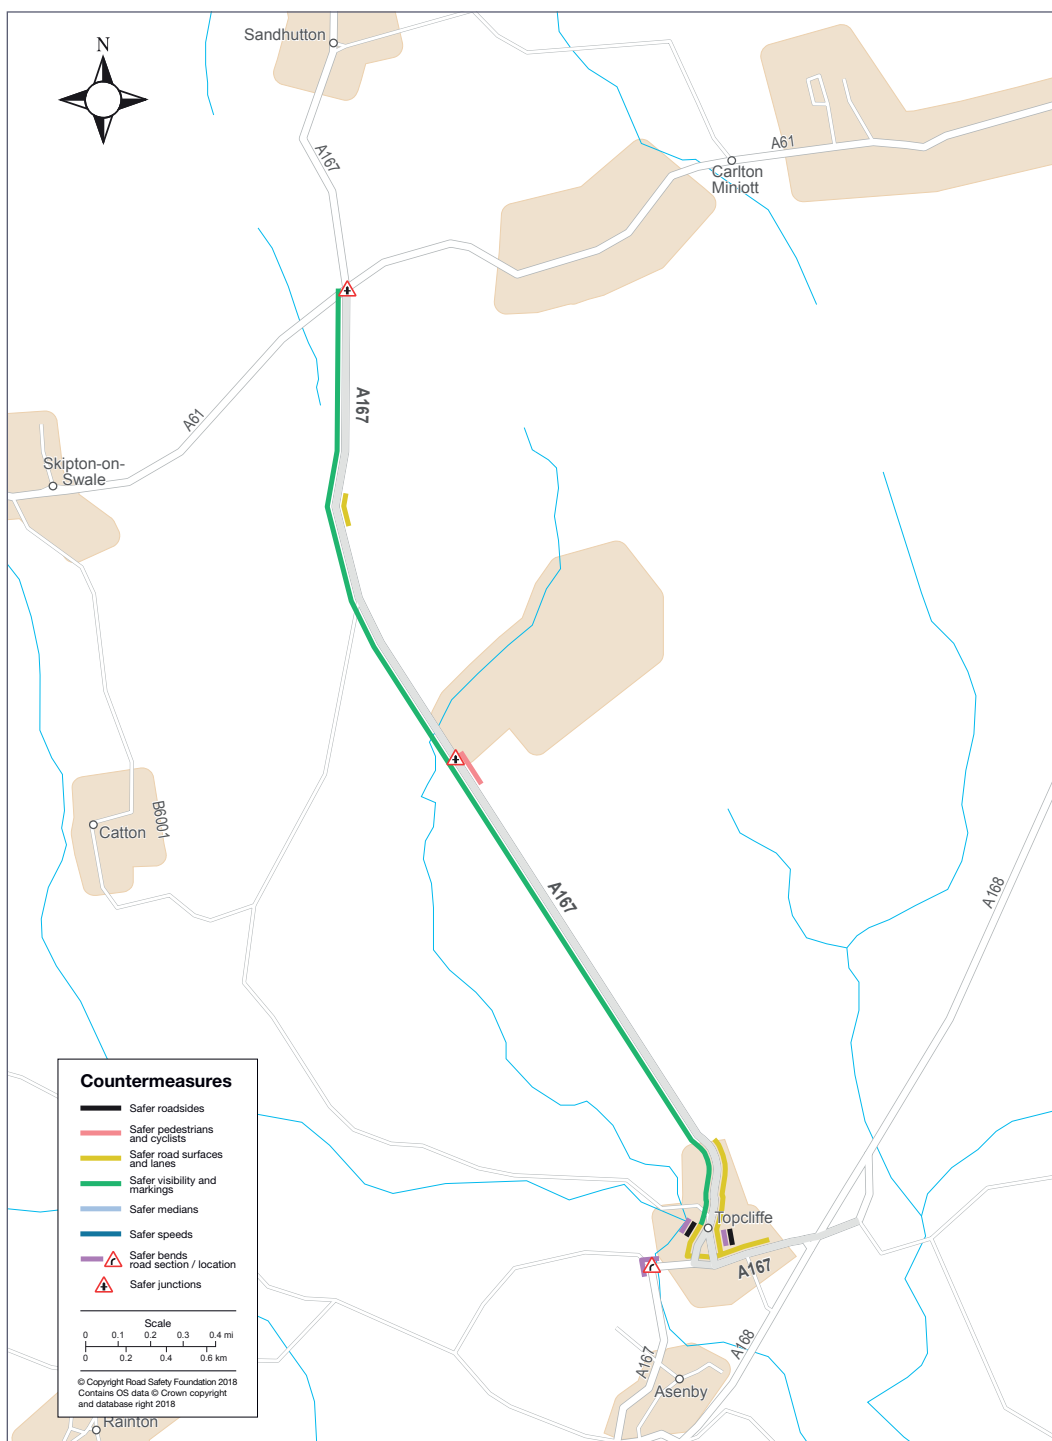 Sandhutton
N
A167
A61
Carlton
Miniott
A167
A61
Skipton-on-
Swale
Catton
B6001
A167
A168
Topcliffe
A167
A168
A167
Asenby
Rainton
Countermeasures
Safer roadsides
Safer pedestrians
and cyclists
Safer road surfaces
and lanes
Safer visibility and
markings
Safer medians
Safer speeds
Safer bends
road section / location
Safer junctions
Scale
0 0.1 0.2 0.3 0.4 mi
0 0.2 0.4 0.6 km
© Copyright Road Safety Foundation 2018
Contains OS data © Crown copyright
and database right 2018